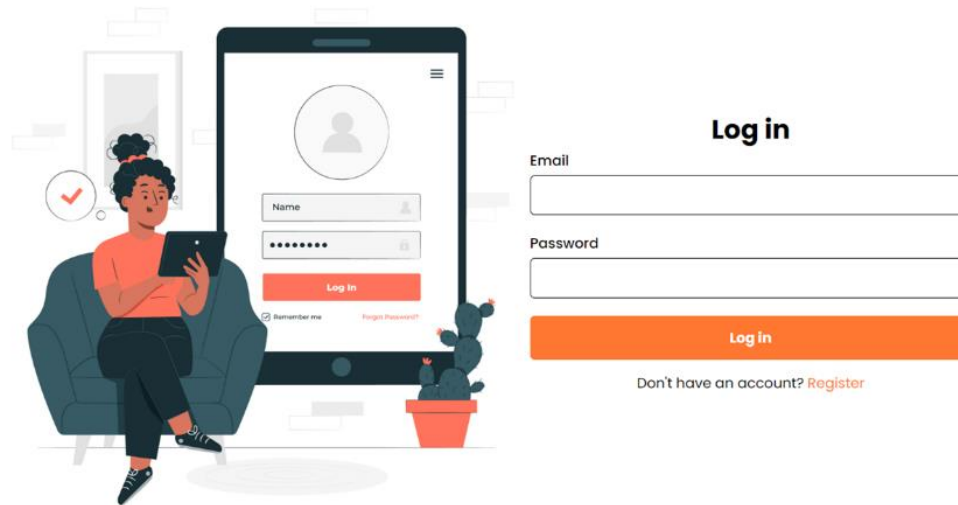 Name
••••••••
Log In
Remember me
Forgot Password?
Log in
Email
Password
Log in
Don't have an account? Register